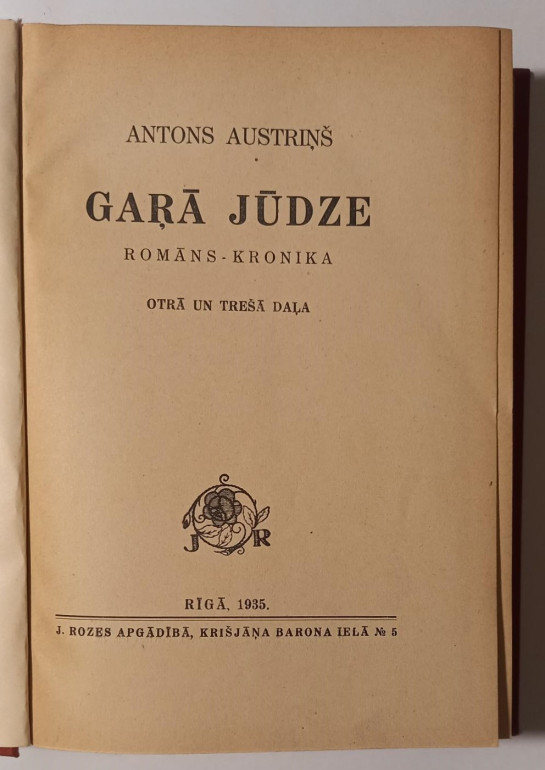 ANTONS AUSTRIŅŠ
GAŖĀ JŪDZE
ROMĀNS-KRONIKA
OTRĀ UN TREŠĀ DAĻA
J R
RĪGĀ, 1935.
J. ROZES APGĀDĪBĀ, KRIŠJĀŅA BARONA IELĀ № 5